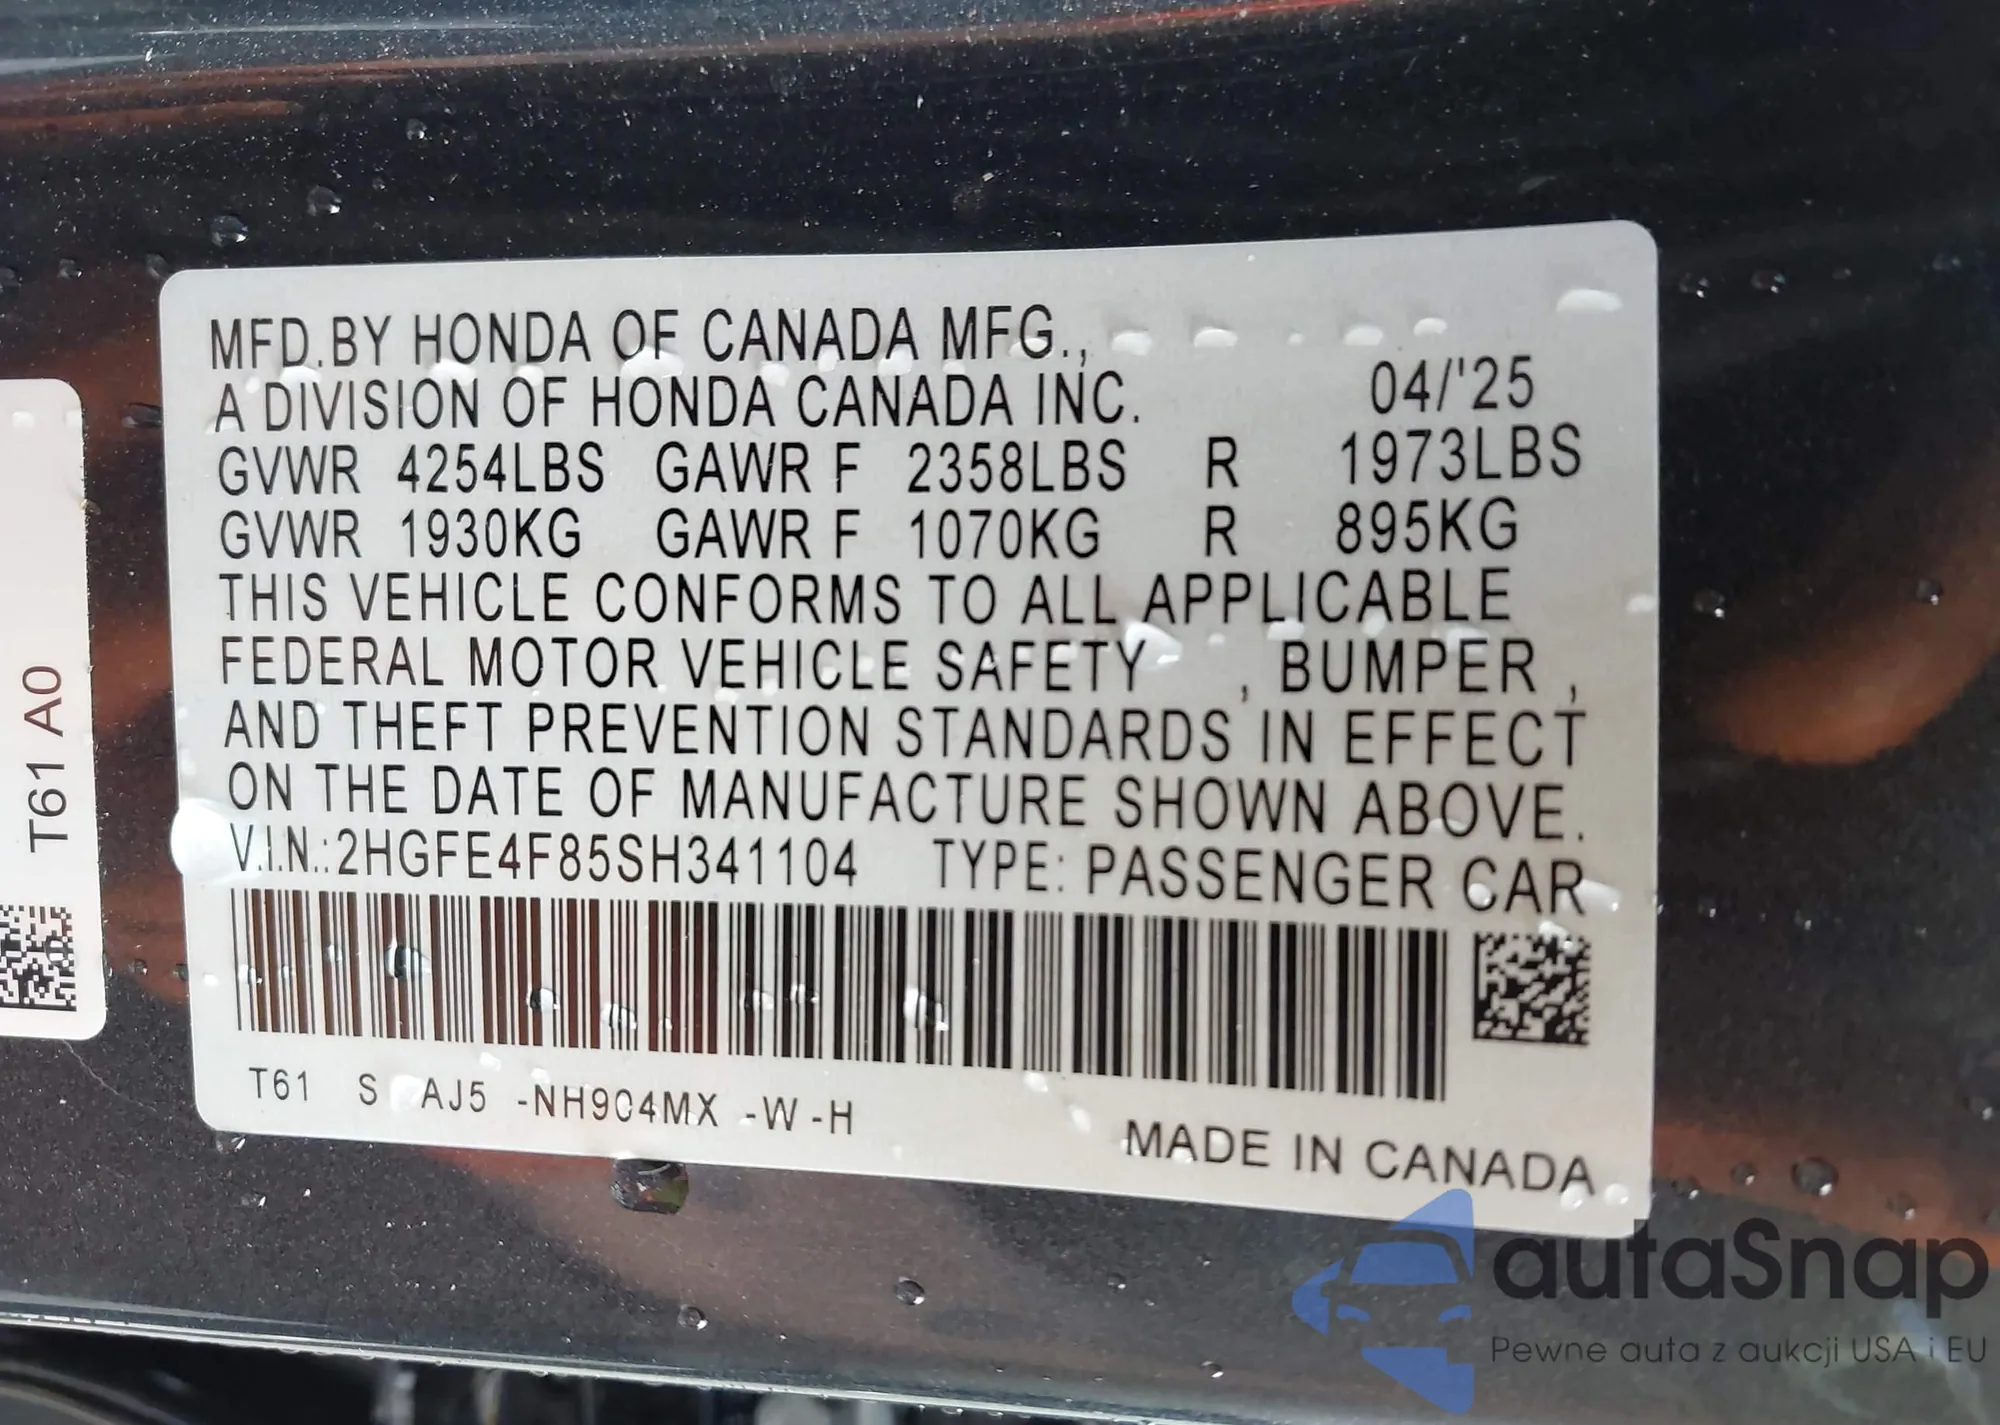 MFD.BY HONDA OF CANADA MFG.,
A DIVISION OF HONDA CANADA INC. 04/'25
GVWR 4254LBS GAWR F 2358LBS R 1973LBS
GVWR 1930KG GAWR F 1070KG R 895KG
THIS VEHICLE CONFORMS TO ALL APPLICABLE
FEDERAL MOTOR VEHICLE SAFETY , BUMPER ,
AND THEFT PREVENTION STANDARDS IN EFFECT
ON THE DATE OF MANUFACTURE SHOWN ABOVE.
V.I.N.:2HGFE4F85SH341104 TYPE: PASSENGER CAR
T61 S AJ5 -NH904MX -W -H
MADE IN CANADA
T61 A0
autaSnap
Pewne auta z aukcji USA i EU